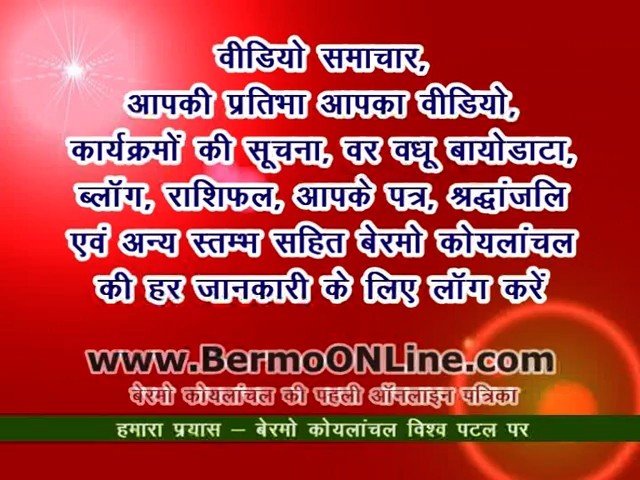 वीडियो समाचार,
आपकी प्रतिभा आपका वीडियो,
कार्यक्रमों की सूचना, वर वधू बायोडाटा,
ब्लॉग, राशिफल, आपके पत्र, श्रद्धांजलि
एवं अन्य स्तम्भ सहित बेरमो कोयलांचल
की हर जानकारी के लिए लॉग करें
www.BermoONLine.com
बेरमो कोयलांचल की पहली ऑनलाइन पत्रिका
हमारा प्रयास – बेरमो कोयलांचल विश्व पटल पर